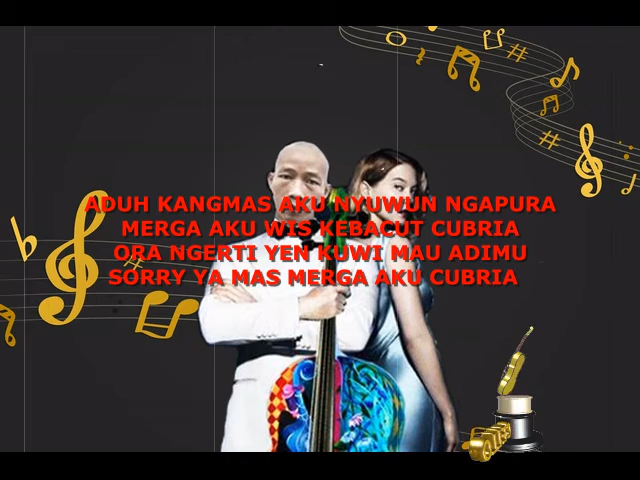 ADUH KANGMAS AKU NYUWUN NGAPURA
MERGA AKU WIS KEBACUT CUBRIA
ORA NGERTI YEN KUWI MAU ADIMU
SORRY YA MAS MERGA AKU CUBRIA